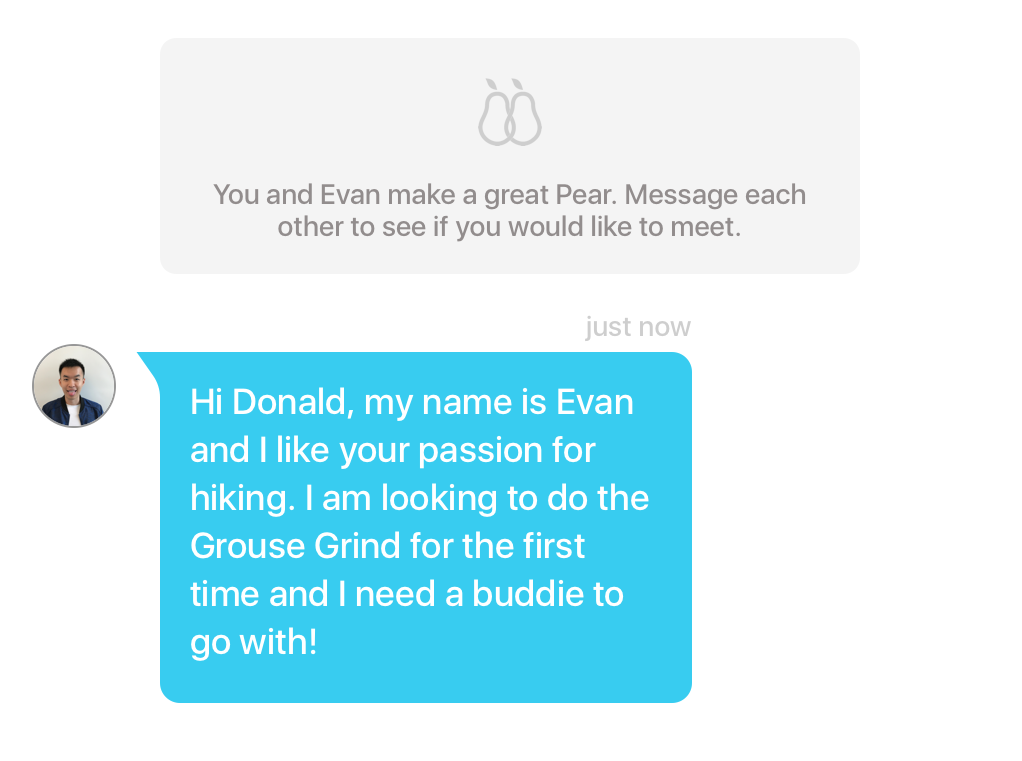 You and Evan make a great Pear. Message each
other to see if you would like to meet.
just now
Hi Donald, my name is Evan
and I like your passion for
hiking. I am looking to do the
Grouse Grind for the first
time and I need a buddie to
go with!